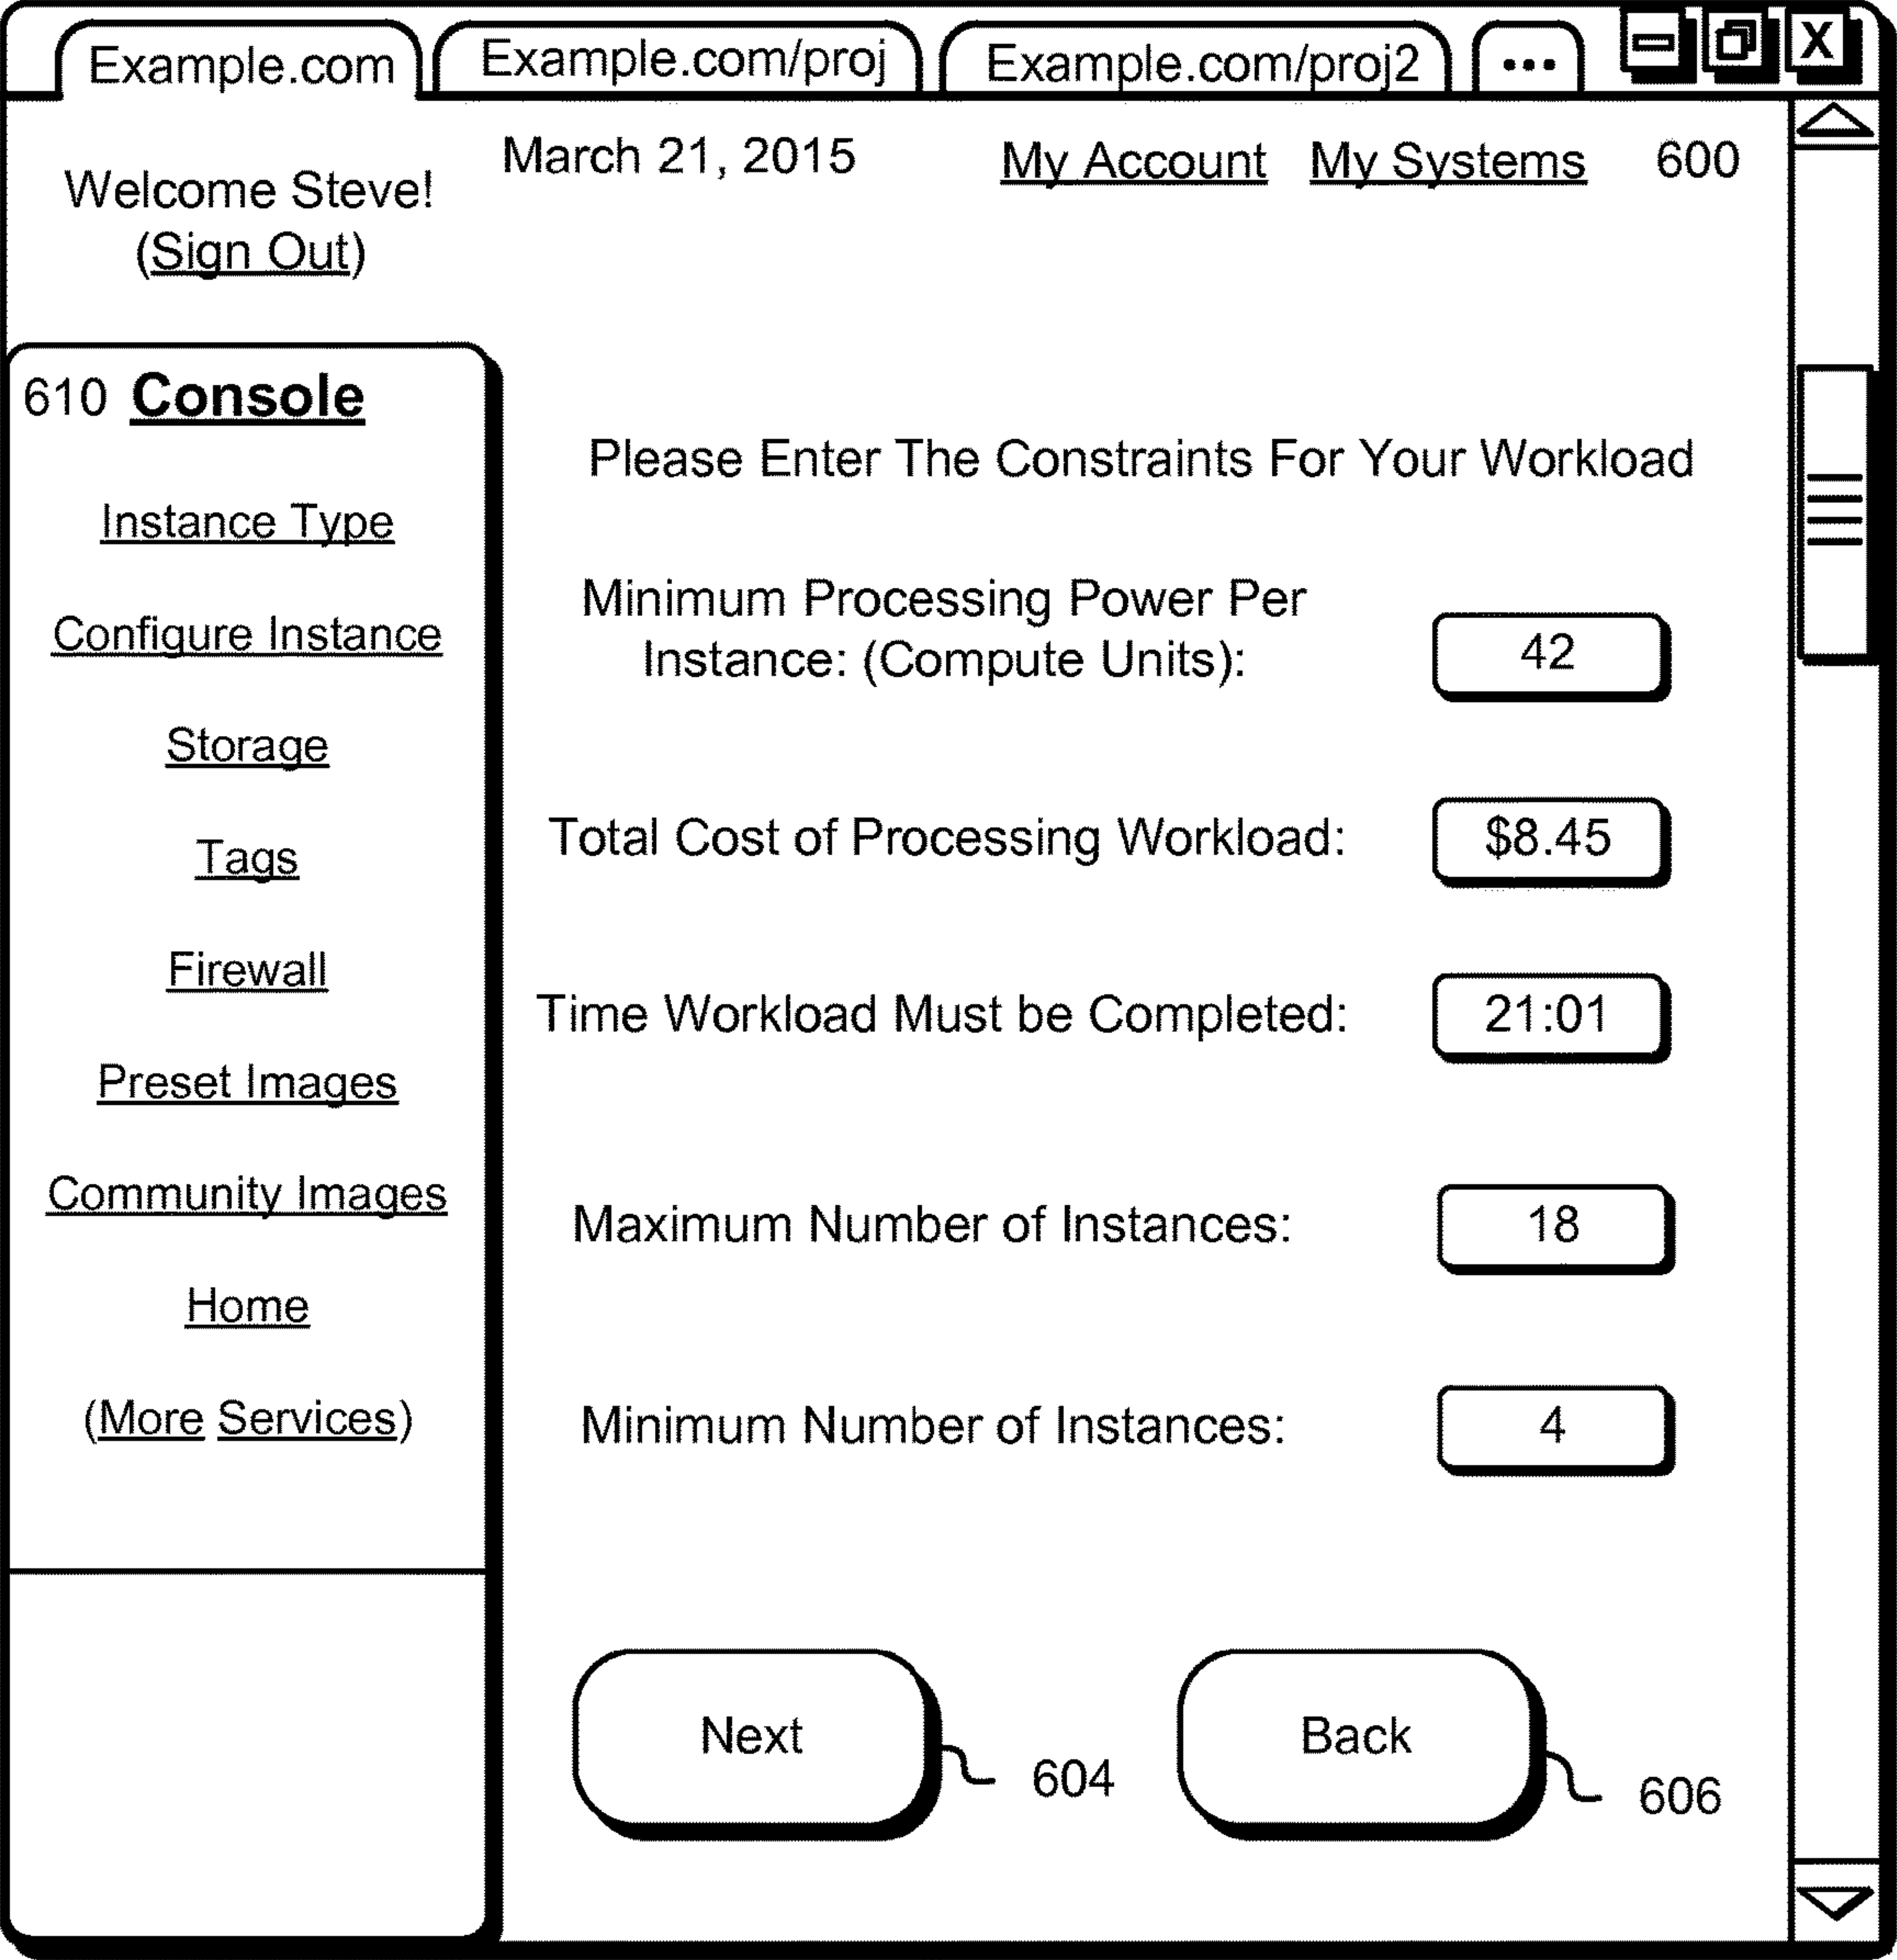 Example.com
Example.com/proj
Example.com/proj2
...
X
Welcome Steve!
(Sign Out)
March 21, 2015
My Account
My Systems
600
610 Console
Instance Type
Configure Instance
Storage
Tags
Firewall
Preset Images
Community Images
Home
(More Services)
Please Enter The Constraints For Your Workload
Minimum Processing Power Per
Instance: (Compute Units):
42
Total Cost of Processing Workload:
$8.45
Time Workload Must be Completed:
21:01
Maximum Number of Instances:
18
Minimum Number of Instances:
4
Next
604
Back
606